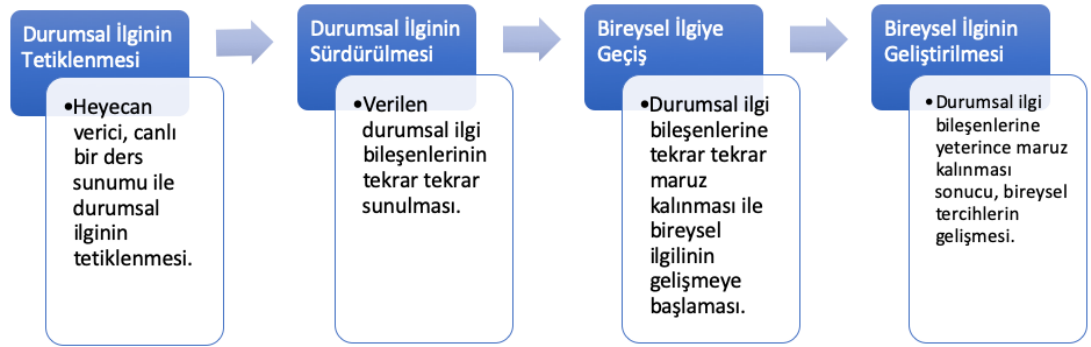 Durumsal İlginin
Tetiklenmesi
•Heyecan
verici, canlı
bir ders
sunumu ile
durumsal
ilginin
tetiklenmesi.
Durumsal İlginin
Sürdürülmesi
•Verilen
durumsal ilgi
bileşenlerinin
tekrar tekrar
sunulması.
Bireysel İlgiye
Geçiş
•Durumsal ilgi
bileşenlerine
tekrar tekrar
maruz
kalınması ile
bireysel
ilgilinin
gelişmeye
başlaması.
Bireysel İlginin
Geliştirilmesi
•Durumsal ilgi
bileşenlerine
yeterince maruz
kalınması
sonucu, bireysel
tercihlerin
gelişmesi.